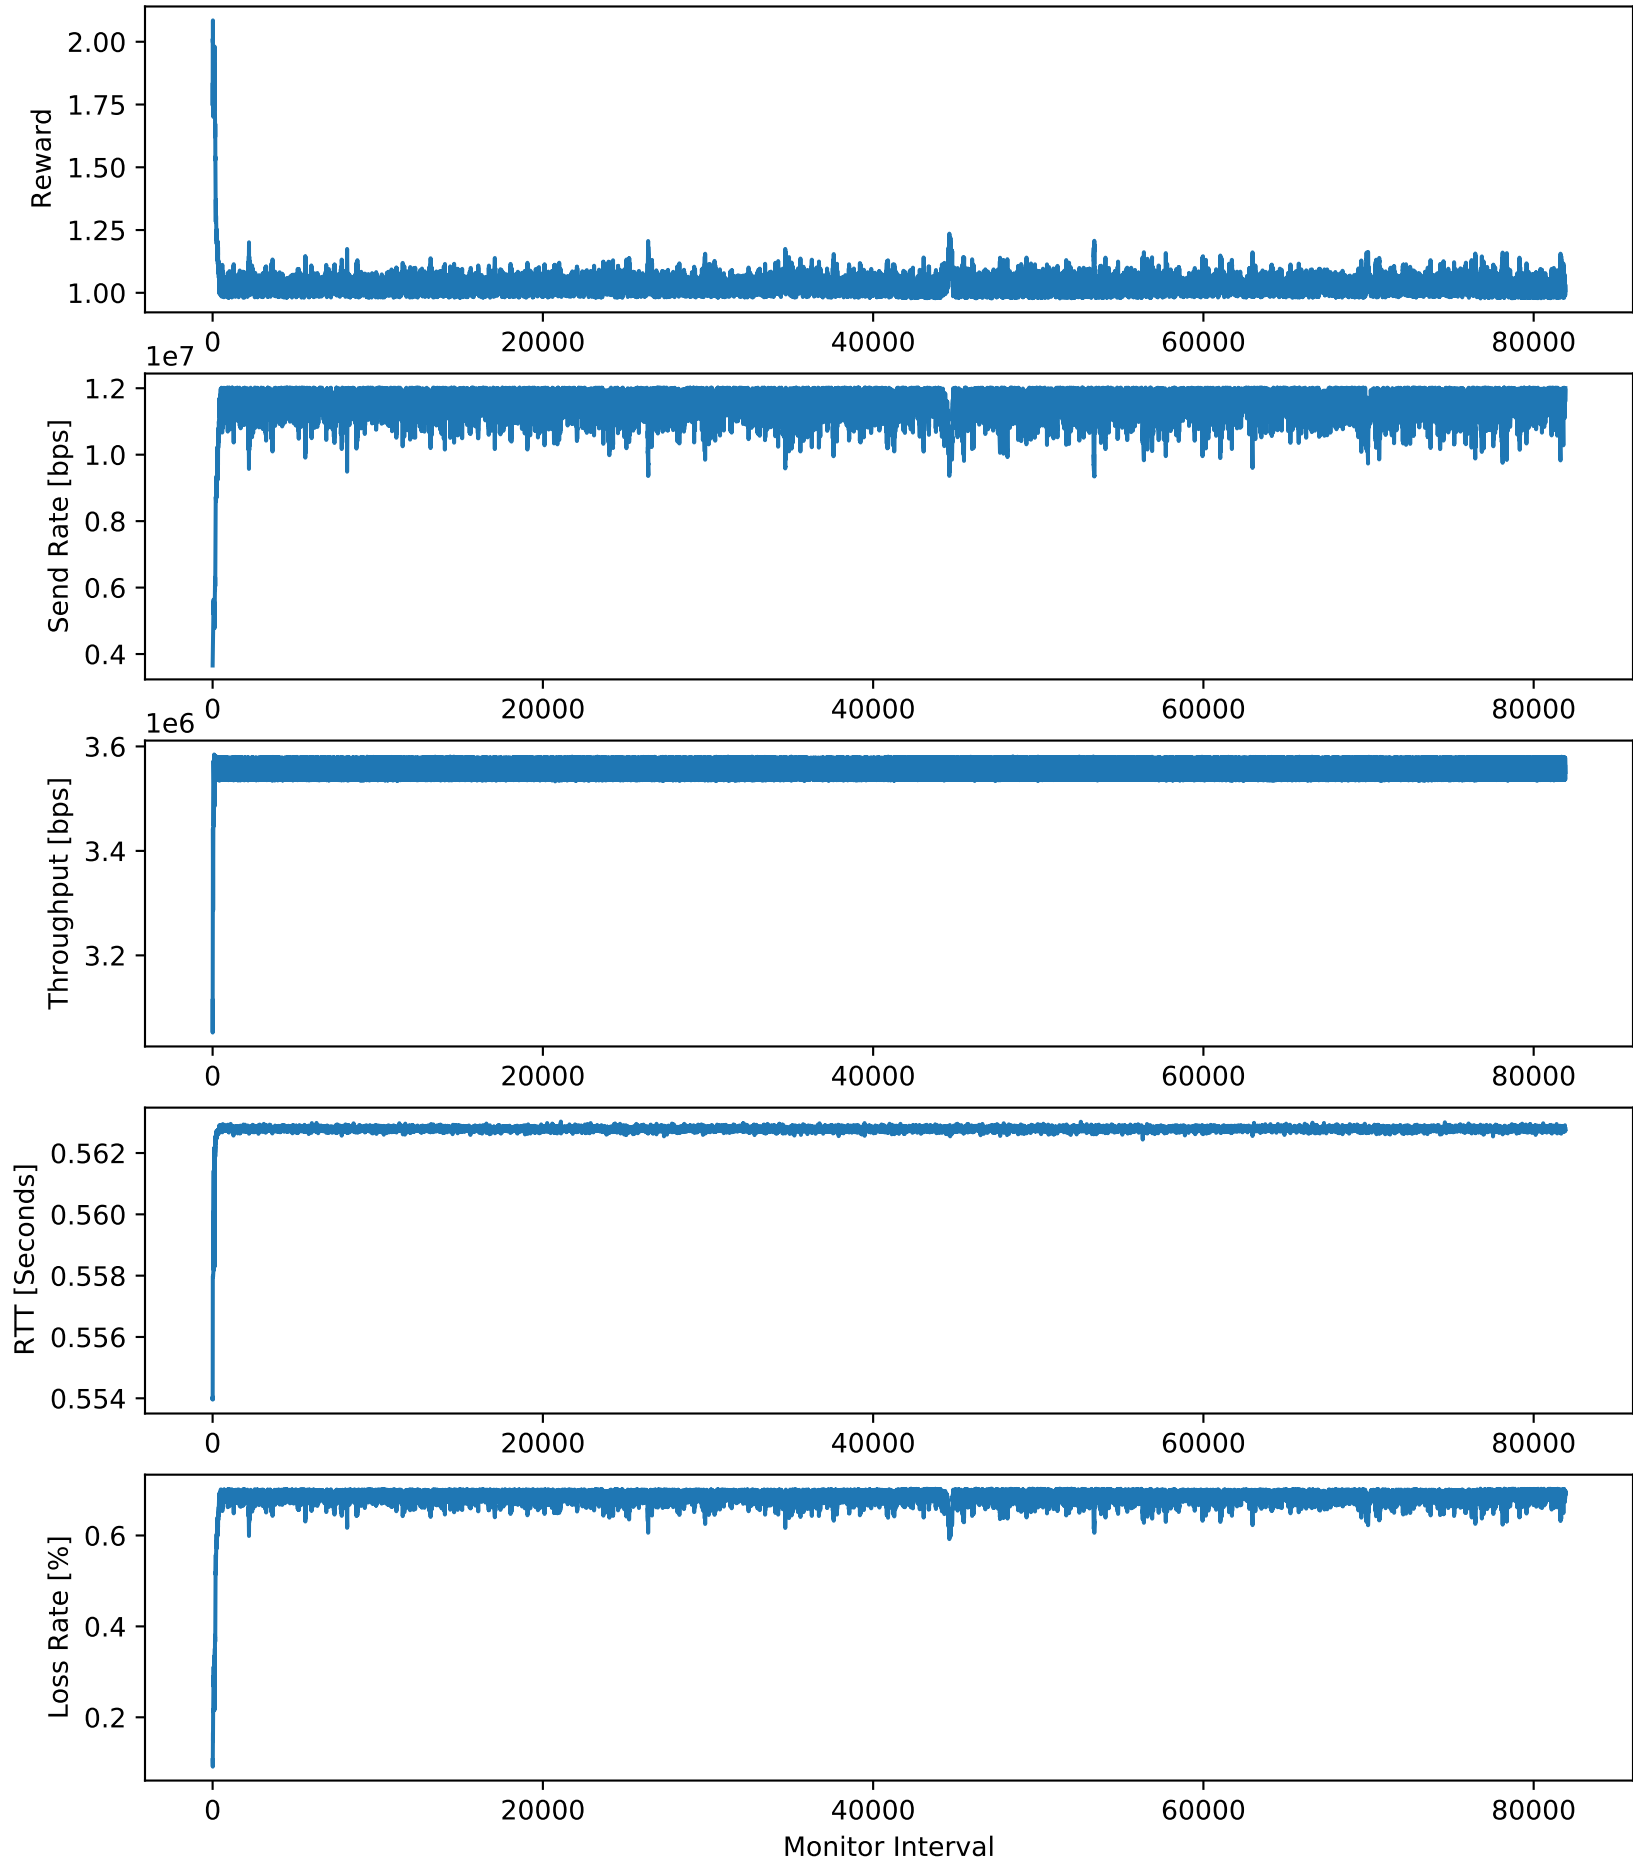 Reward
2.00
1.75
1.50
1.25
1.00
0 20000 40000 60000 80000
1e7
Send Rate [bps]
1.2
1.0
0.8
0.6
0.4
0 20000 40000 60000 80000
1e6
Throughput [bps]
3.6
3.4
3.2
0 20000 40000 60000 80000
RTT [Seconds]
0.562
0.560
0.558
0.556
0.554
0 20000 40000 60000 80000
Loss Rate [%]
0.6
0.4
0.2
0 20000 40000 60000 80000
Monitor Interval